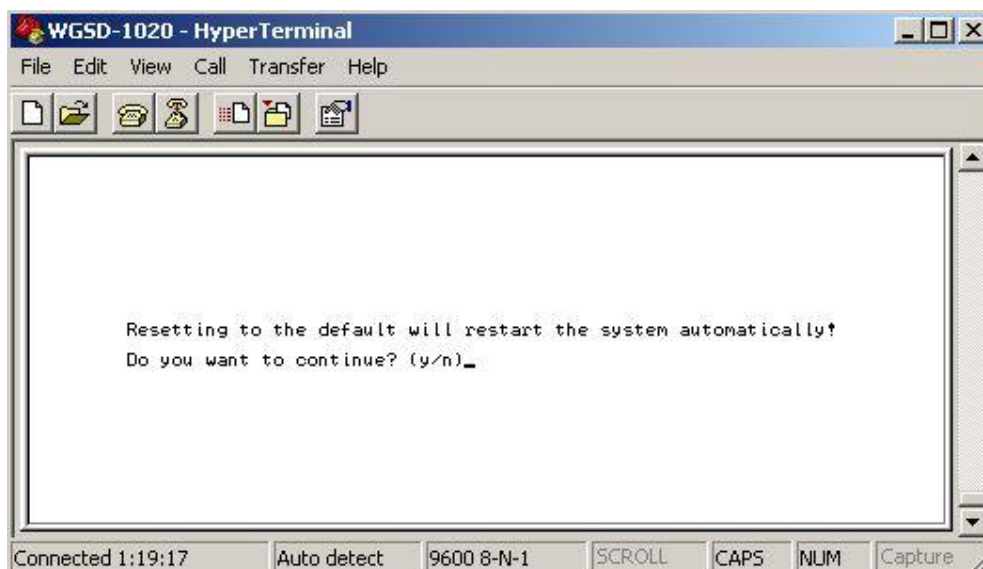 WGSD-1020 - HyperTerminal
File Edit View Call Transfer Help
Resetting to the default will restart the system automatically!
Do you want to continue? (y/n)_
Connected 1:19:17 Auto detect 9600 8-N-1 SCROLL CAPS NUM Capture